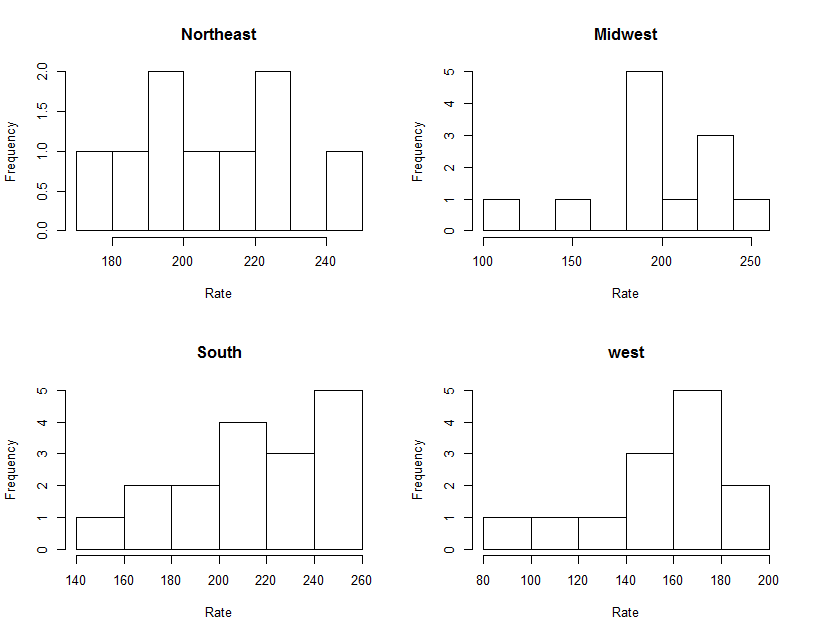 Northeast
Frequency
0.0 0.5 1.0 1.5 2.0
180 200 220 240
Rate
Midwest
Frequency
0 1 2 3 4 5
100 150 200 250
Rate
South
Frequency
0 1 2 3 4 5
140 160 180 200 220 240 260
Rate
west
Frequency
0 1 2 3 4 5
80 100 120 140 160 180 200
Rate